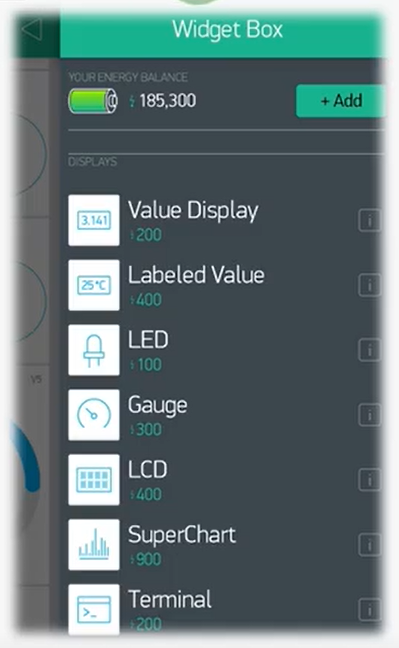 Widget Box
YOUR ENERGY BALANCE
185,300
+ Add
DISPLAYS
3.141
Value Display
200
25°C
Labeled Value
400
LED
100
V5
Gauge
300
LCD
400
SuperChart
900
>_
Terminal
200